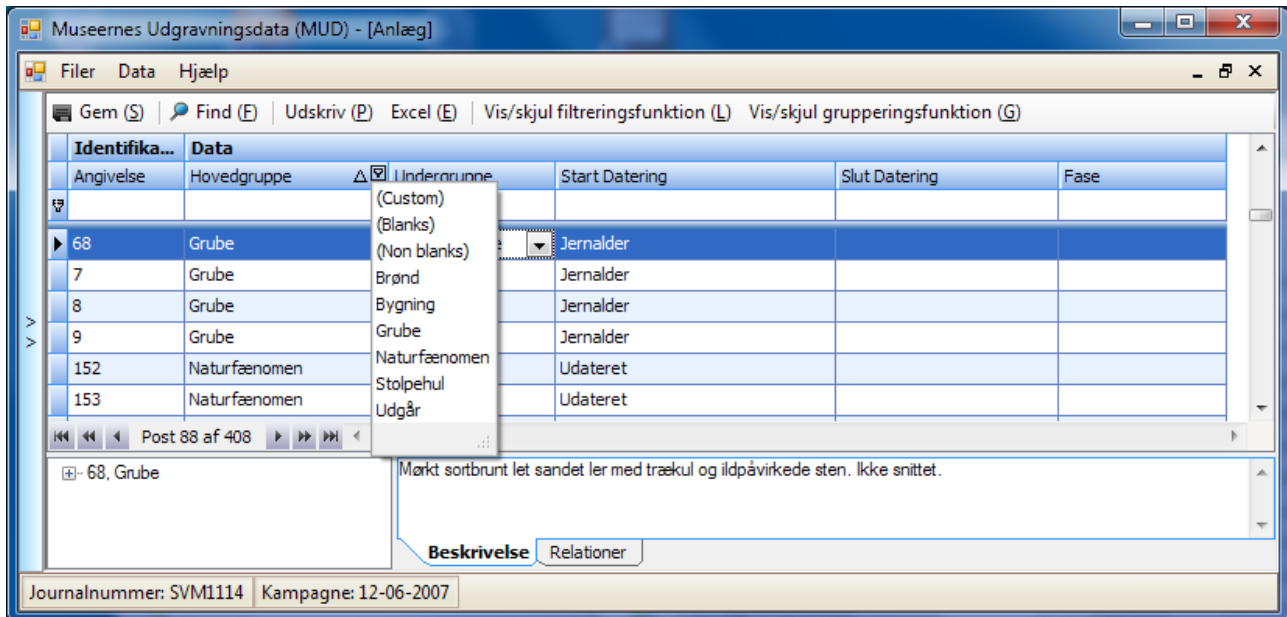 Museernes Udgravningsdata (MUD) - [Anlæg]
Filer Data Hjælp
Gem (S) Find (F) Udskriv (P) Excel (E) Vis/skjul filtreringsfunktion (L) Vis/skjul grupperingsfunktion (G)
Identifika... Data
Angivelse Hovedgruppe Undergruppe Start Datering Slut Datering Fase
(Custom)
(Blanks)
(Non blanks)
Brønd
Bygning
Grube
Naturfænomen
Stolpehul
Udgår
68 Grube Jernalder
7 Grube Jernalder
8 Grube Jernalder
9 Grube Jernalder
152 Naturfænomen Udateret
153 Naturfænomen Udateret
Post 88 af 408
68, Grube
Mørkt sortbrunt let sandet ler med trækul og ildpåvirkede sten. Ikke snittet.
Beskrivelse Relationer
Journalnummer: SVM1114 Kampagne: 12-06-2007